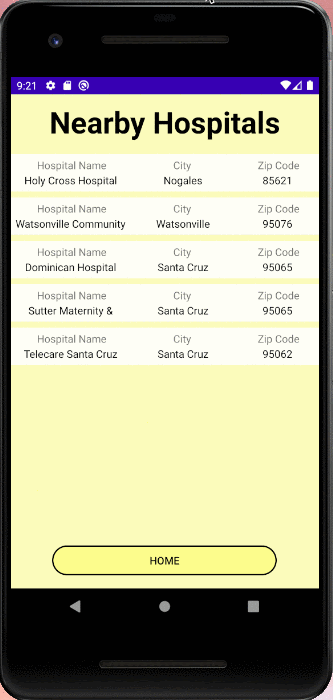 9:21
Nearby Hospitals
Hospital Name City Zip Code
Holy Cross Hospital Nogales 85621
Hospital Name City Zip Code
Watsonville Community Watsonville 95076
Hospital Name City Zip Code
Dominican Hospital Santa Cruz 95065
Hospital Name City Zip Code
Sutter Maternity & Santa Cruz 95065
Hospital Name City Zip Code
Telecare Santa Cruz Santa Cruz 95062
HOME